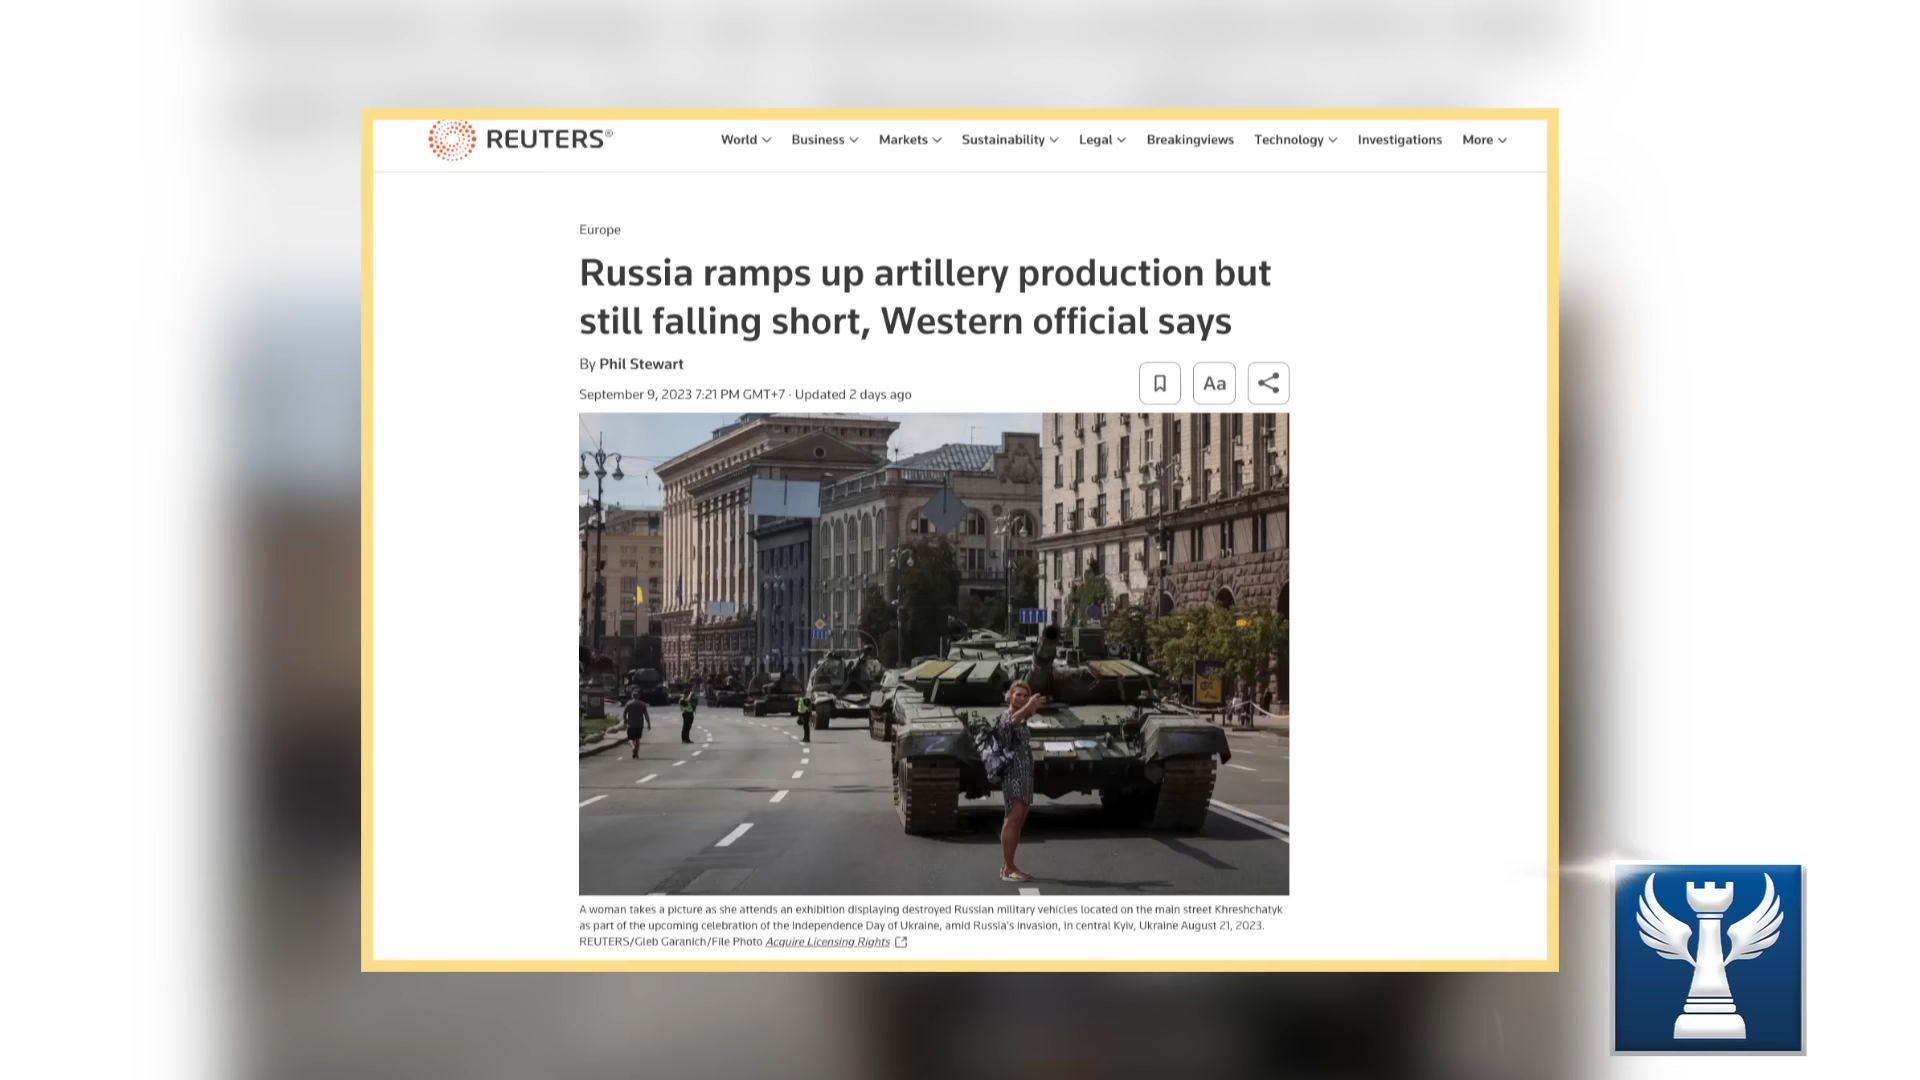 REUTERS®
World Business Markets Sustainability Legal Breakingviews Technology Investigations More
Europe
Russia ramps up artillery production but
still falling short, Western official says
By Phil Stewart
September 9, 2023 7:21 PM GMT+7 · Updated 2 days ago
Aa
A woman takes a picture as she attends an exhibition displaying destroyed Russian military vehicles located on the main street Khreshchatyk
as part of the upcoming celebration of the Independence Day of Ukraine, amid Russia's invasion, in central Kyiv, Ukraine August 21, 2023.
REUTERS/Gleb Garanich/File Photo Acquire Licensing Rights